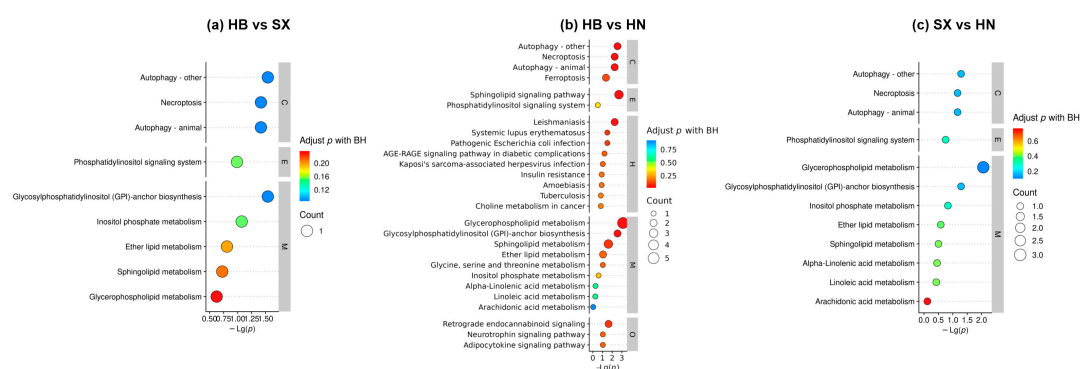 (a) HB vs SX
Autophagy - other
Necroptosis
Autophagy - animal
C
Phosphatidylinositol signaling system
E
Glycosylphosphatidylinositol (GPI)-anchor biosynthesis
Inositol phosphate metabolism
Ether lipid metabolism
Sphingolipid metabolism
Glycerophospholipid metabolism
M
0.50 0.75 1.00 1.25 1.50
−Lg(p)
Adjust p with BH
0.20
0.16
0.12
Count
1
(b) HB vs HN
Autophagy - other
Necroptosis
Autophagy - animal
Ferroptosis
C
Sphingolipid signaling pathway
Phosphatidylinositol signaling system
E
Leishmaniasis
Systemic lupus erythematosus
Pathogenic Escherichia coli infection
AGE-RAGE signaling pathway in diabetic complications
Kaposi's sarcoma-associated herpesvirus infection
Insulin resistance
Amoebiasis
Tuberculosis
Choline metabolism in cancer
H
Glycerophospholipid metabolism
Glycosylphosphatidylinositol (GPI)-anchor biosynthesis
Sphingolipid metabolism
Ether lipid metabolism
Glycine, serine and threonine metabolism
Inositol phosphate metabolism
Alpha-Linolenic acid metabolism
Linoleic acid metabolism
Arachidonic acid metabolism
M
Retrograde endocannabinoid signaling
Neurotrophin signaling pathway
Adipocytokine signaling pathway
O
0 1 2 3
−Lg(p)
Adjust p with BH
0.75
0.50
0.25
Count
1
2
3
4
5
(c) SX vs HN
Autophagy - other
Necroptosis
Autophagy - animal
C
Phosphatidylinositol signaling system
E
Glycerophospholipid metabolism
Glycosylphosphatidylinositol (GPI)-anchor biosynthesis
Inositol phosphate metabolism
Ether lipid metabolism
Sphingolipid metabolism
Alpha-Linolenic acid metabolism
Linoleic acid metabolism
Arachidonic acid metabolism
M
0.0 0.5 1.0 1.5 2.0
−Lg(p)
Adjust p with BH
0.6
0.4
0.2
Count
1.0
1.5
2.0
2.5
3.0